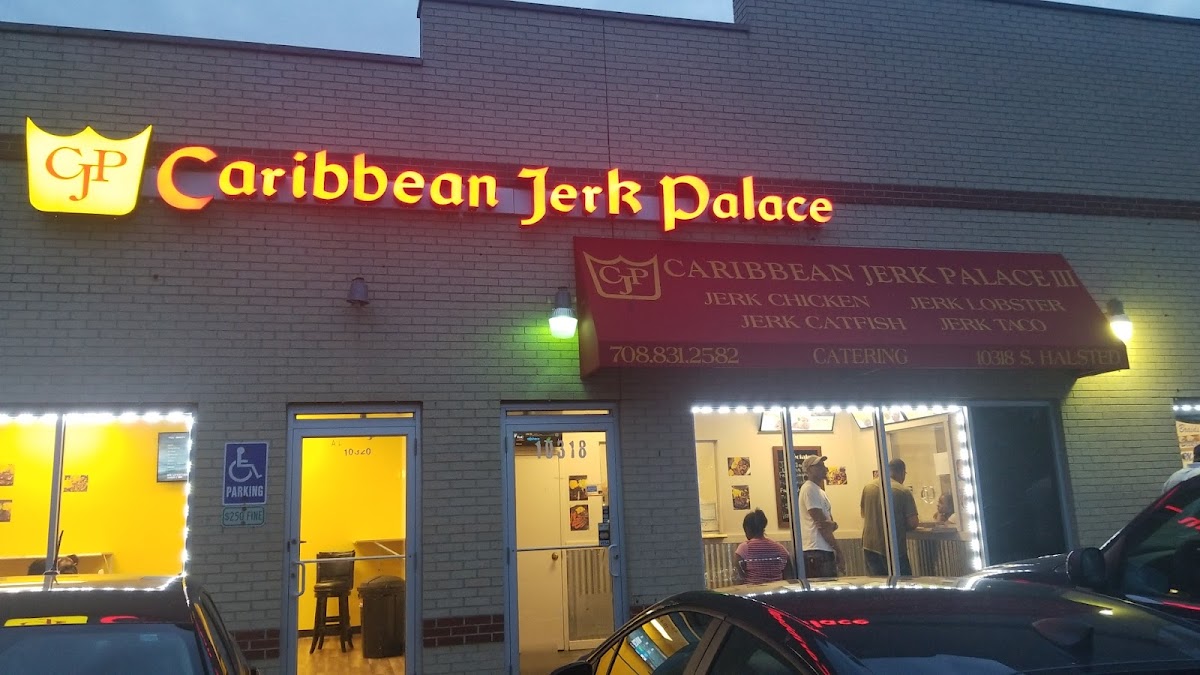 CJP
Caribbean Jerk Palace
CJP
CARIBBEAN JERK PALACE III
JERK CHICKEN JERK LOBSTER
JERK CATFISH JERK TACO
708.831.2582 CATERING 10318 S. HALSTED
10320
10318
PARKING
$250 FINE